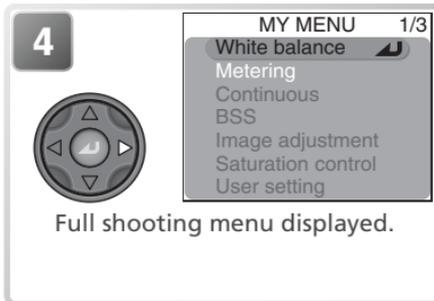 4
MY MENU 1/3
White balance
Metering
Continuous
BSS
Image adjustment
Saturation control
User setting
Full shooting menu displayed.